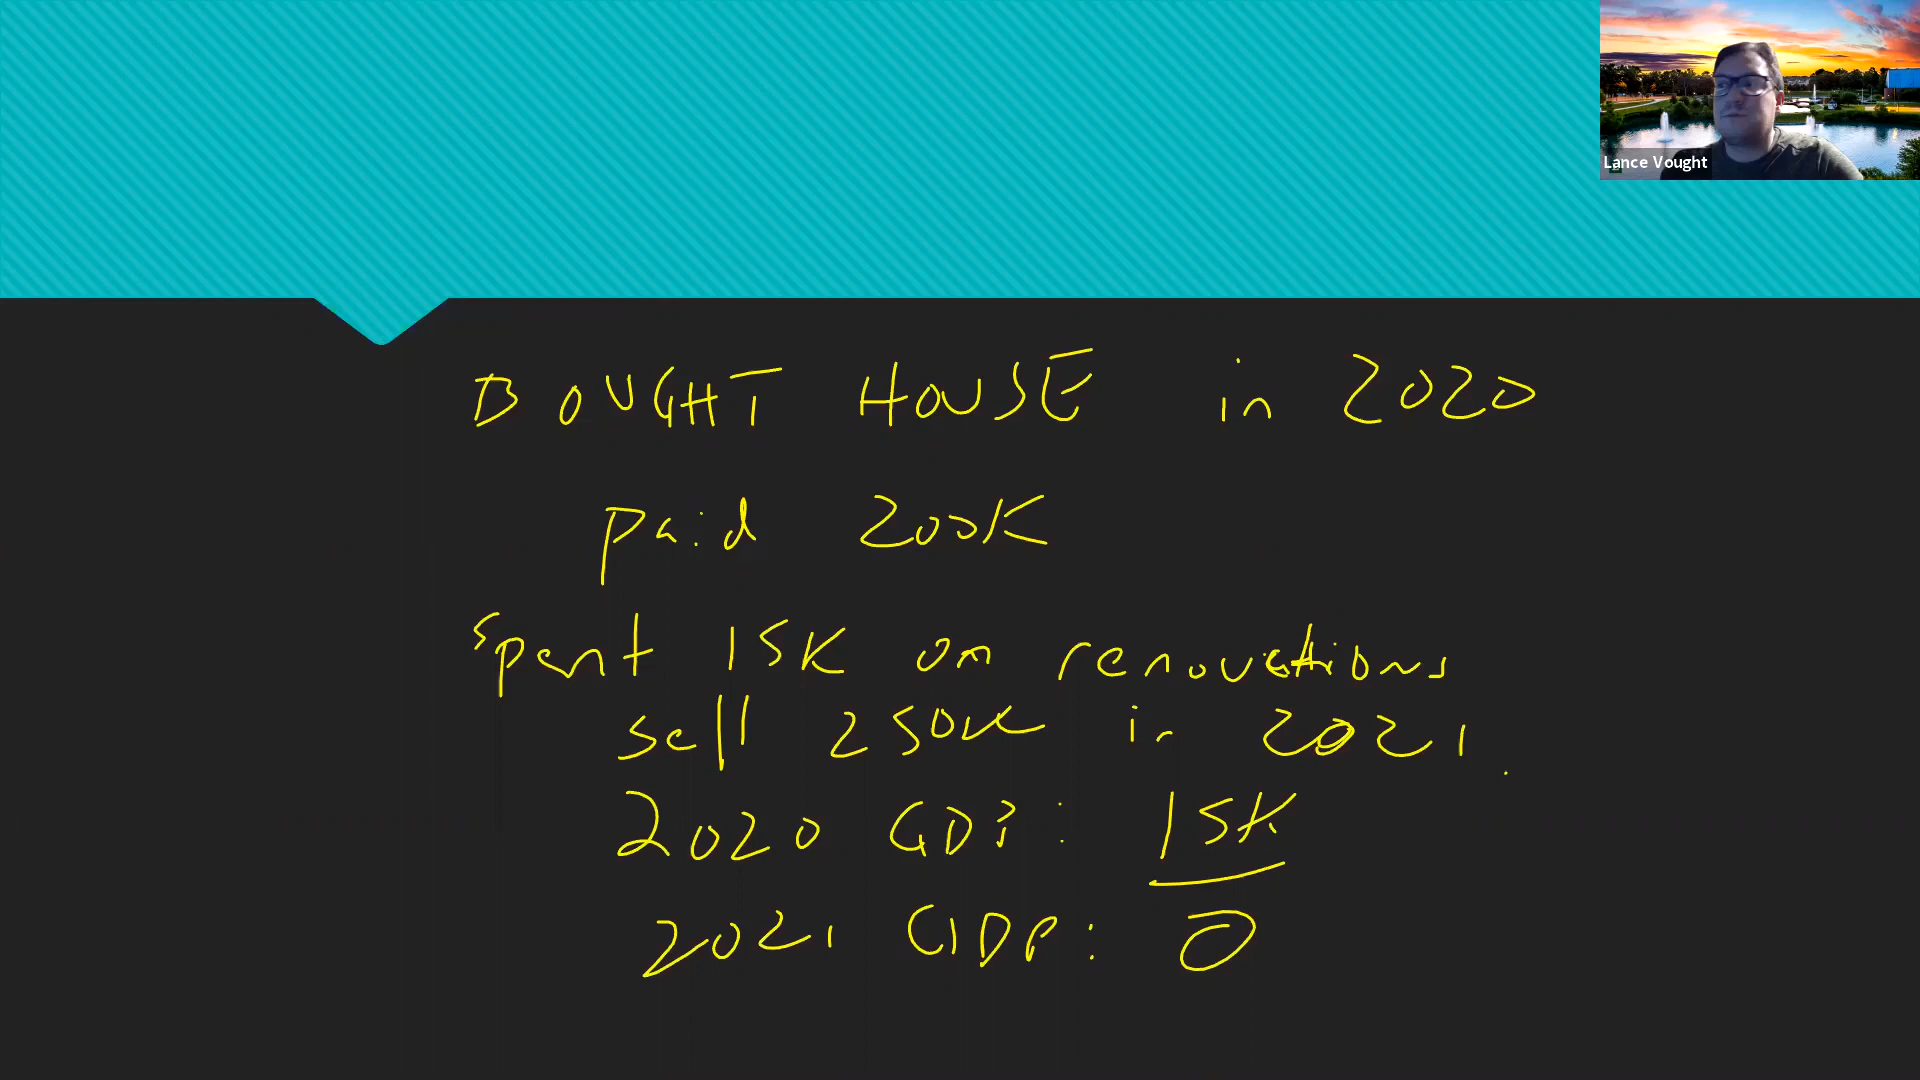 Lance Vought
BOUGHT HOUSE in 2020
paid 200K
spent 15K on renovations
sell 250K in 2021.
2020 GDP: 15K
2021 GDP: 0